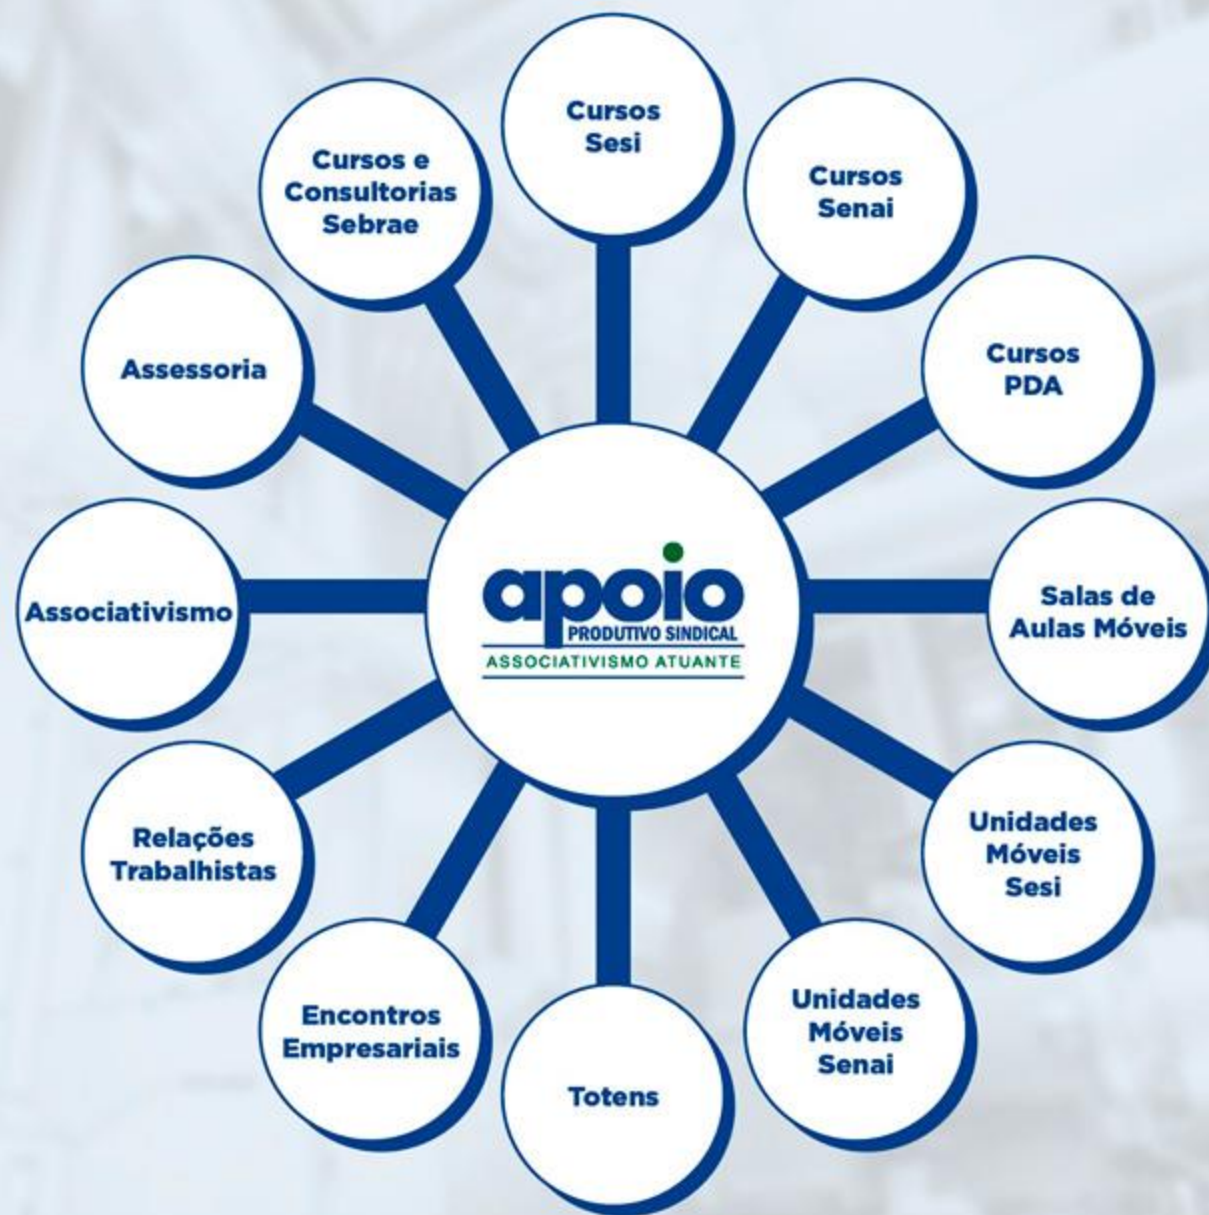 Cursos
Sesi
Cursos
Senai
Cursos
PDA
Salas de
Aulas Móveis
Unidades
Móveis
Sesi
Unidades
Móveis
Senai
Totens
Encontros
Empresariais
Relações
Trabalhistas
Associativismo
Assessoria
Cursos e
Consultorias
Sebrae
apoio
PRODUTIVO SINDICAL
ASSOCIATIVISMO ATUANTE